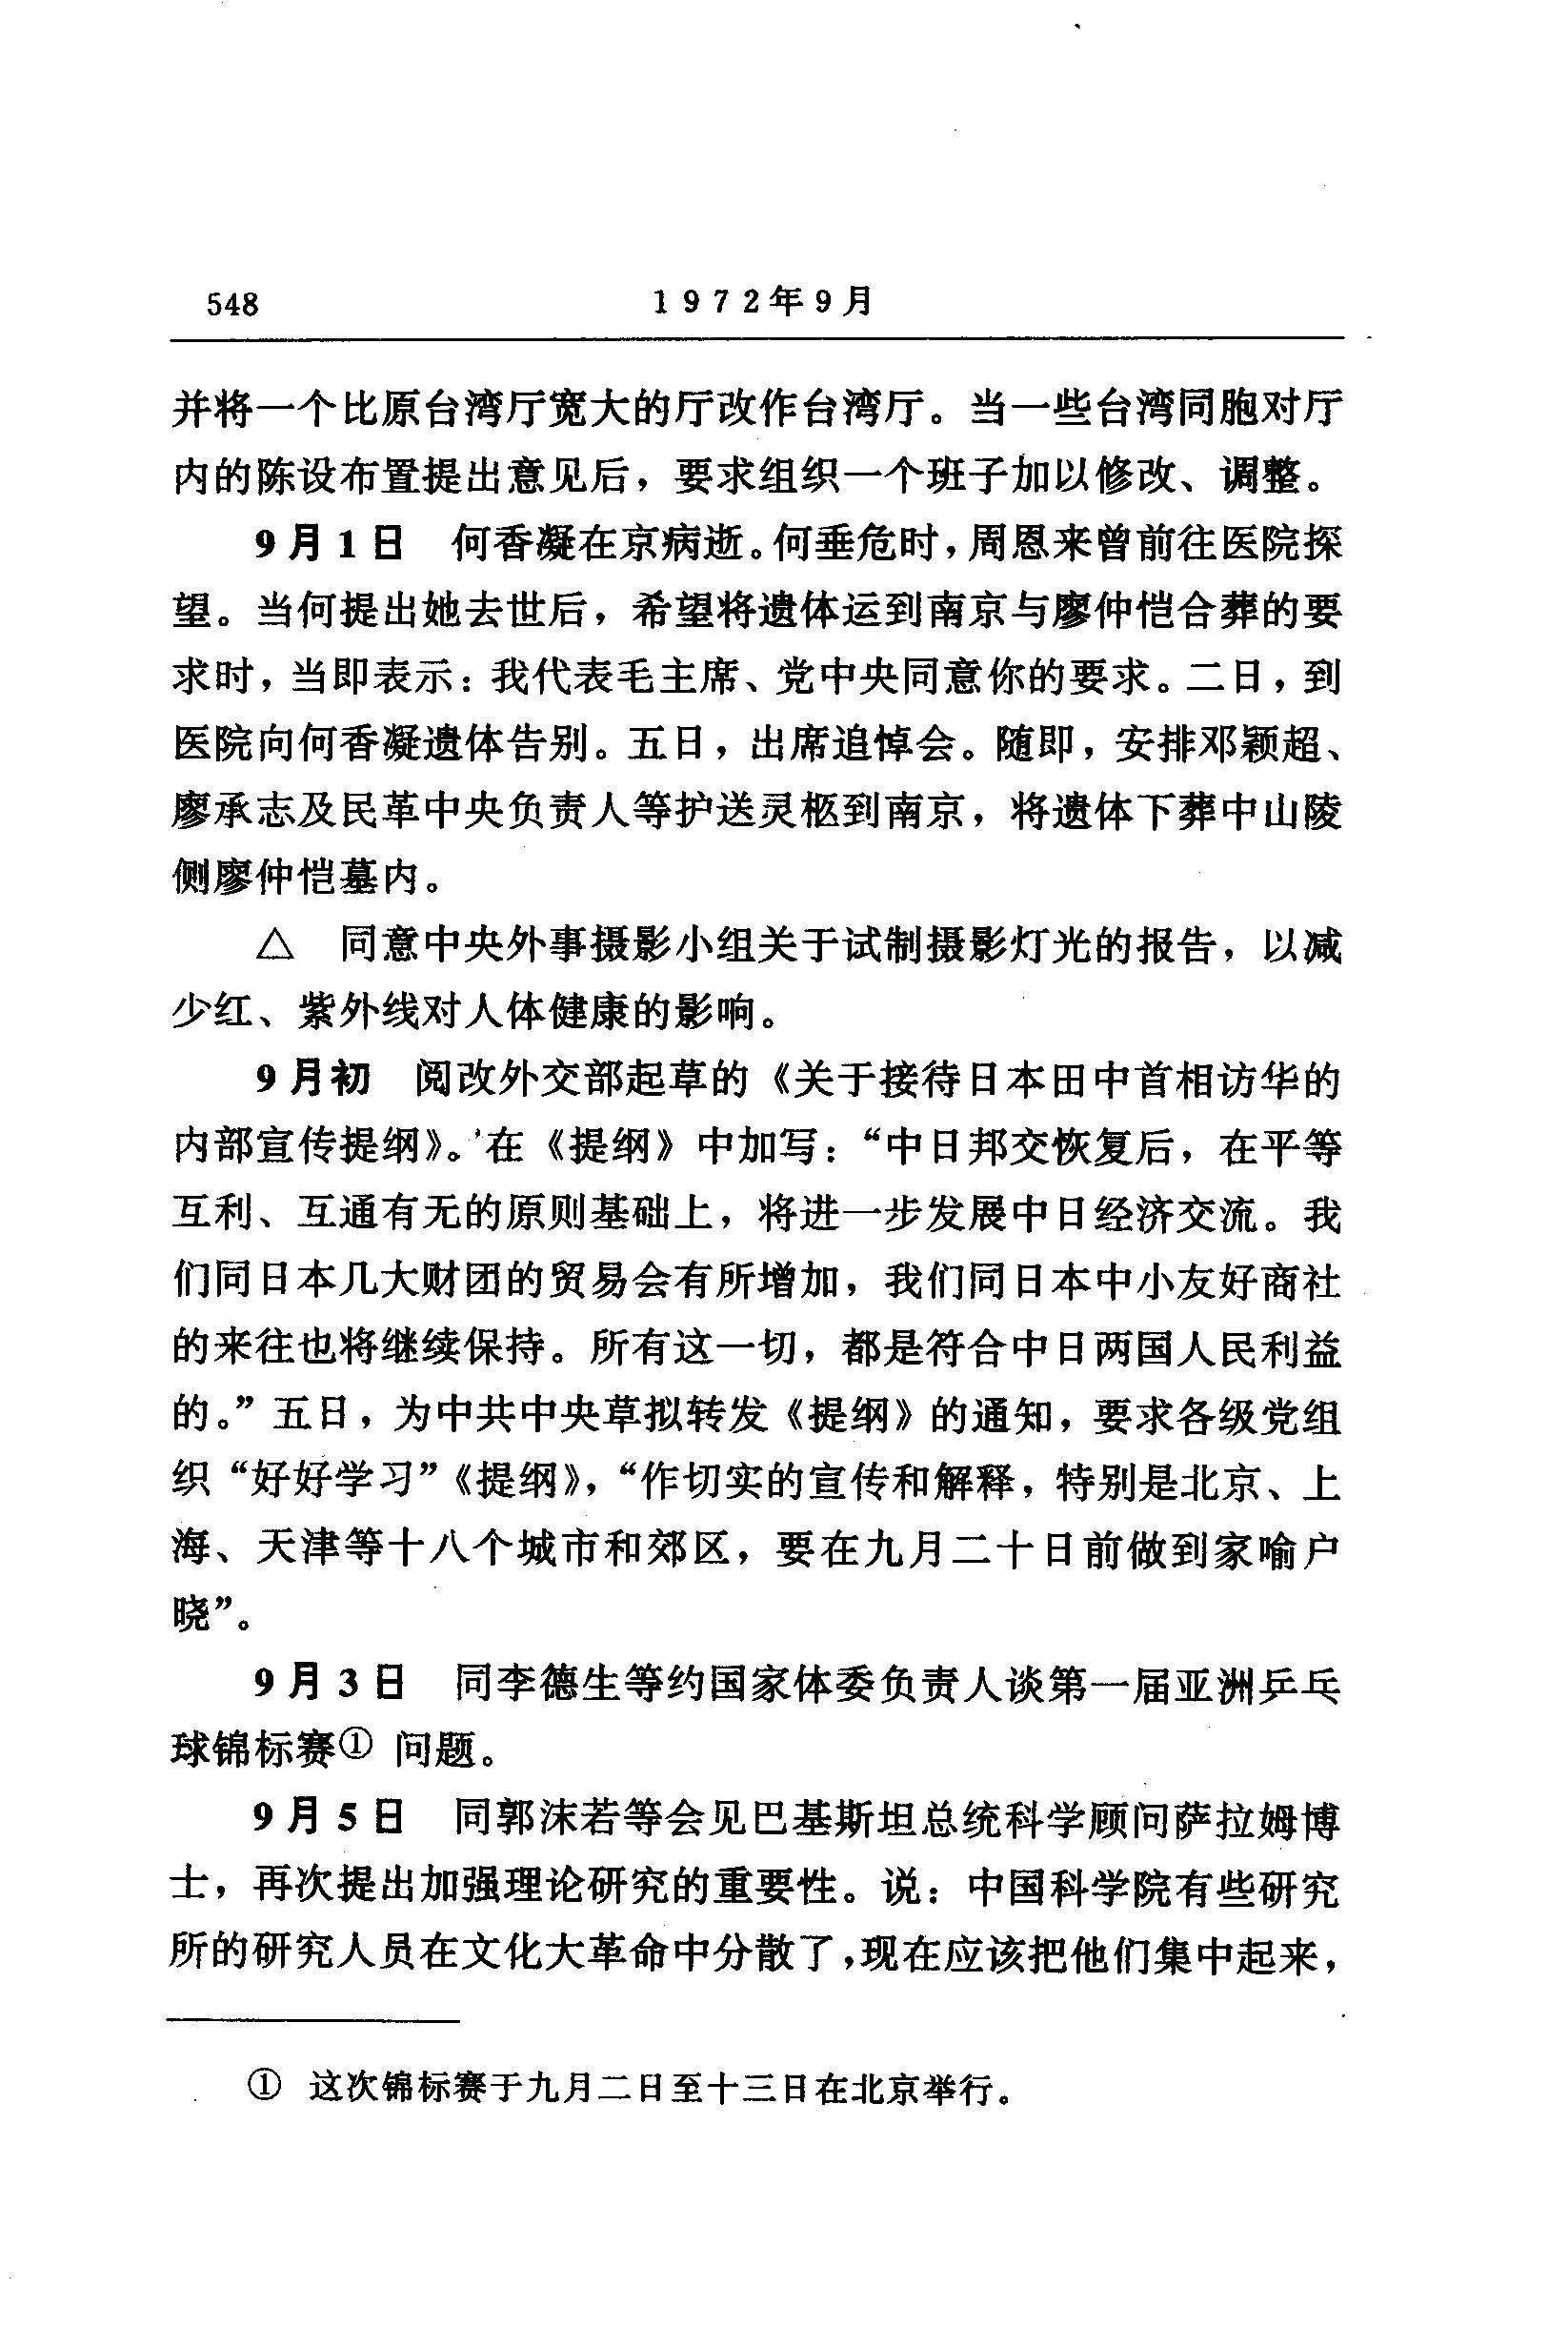 548
1972年9月
并将一个比原台湾厅宽大的厅改作台湾厅。当一些台湾同胞对厅
内的陈设布置提出意见后，要求组织一个班子加以修改、调整。
9月1日　何香凝在京病逝。何垂危时，周恩来曾前往医院探
望。当何提出她去世后，希望将遗体运到南京与廖仲恺合葬的要
求时，当即表示：我代表毛主席、党中央同意你的要求。二日，到
医院向何香凝遗体告别。五日，出席追悼会。随即，安排邓颖超、
廖承志及民革中央负责人等护送灵柩到南京，将遗体下葬中山陵
侧廖仲恺墓内。
△　同意中央外事摄影小组关于试制摄影灯光的报告，以减
少红、紫外线对人体健康的影响。
9月初　阅改外交部起草的《关于接待日本田中首相访华的
内部宣传提纲》。在《提纲》中加写：“中日邦交恢复后，在平等
互利、互通有无的原则基础上，将进一步发展中日经济交流。我
们同日本几大财团的贸易会有所增加，我们同日本中小友好商社
的来往也将继续保持。所有这一切，都是符合中日两国人民利益
的。”五日，为中共中央草拟转发《提纲》的通知，要求各级党组
织“好好学习”《提纲》，“作切实的宣传和解释，特别是北京、上
海、天津等十八个城市和郊区，要在九月二十日前做到家喻户
晓”。
9月3日　同李德生等约国家体委负责人谈第一届亚洲乒乓
球锦标赛① 问题。
9月5日　同郭沫若等会见巴基斯坦总统科学顾问萨拉姆博
士，再次提出加强理论研究的重要性。说：中国科学院有些研究
所的研究人员在文化大革命中分散了，现在应该把他们集中起来，
①　这次锦标赛于九月二日至十三日在北京举行。